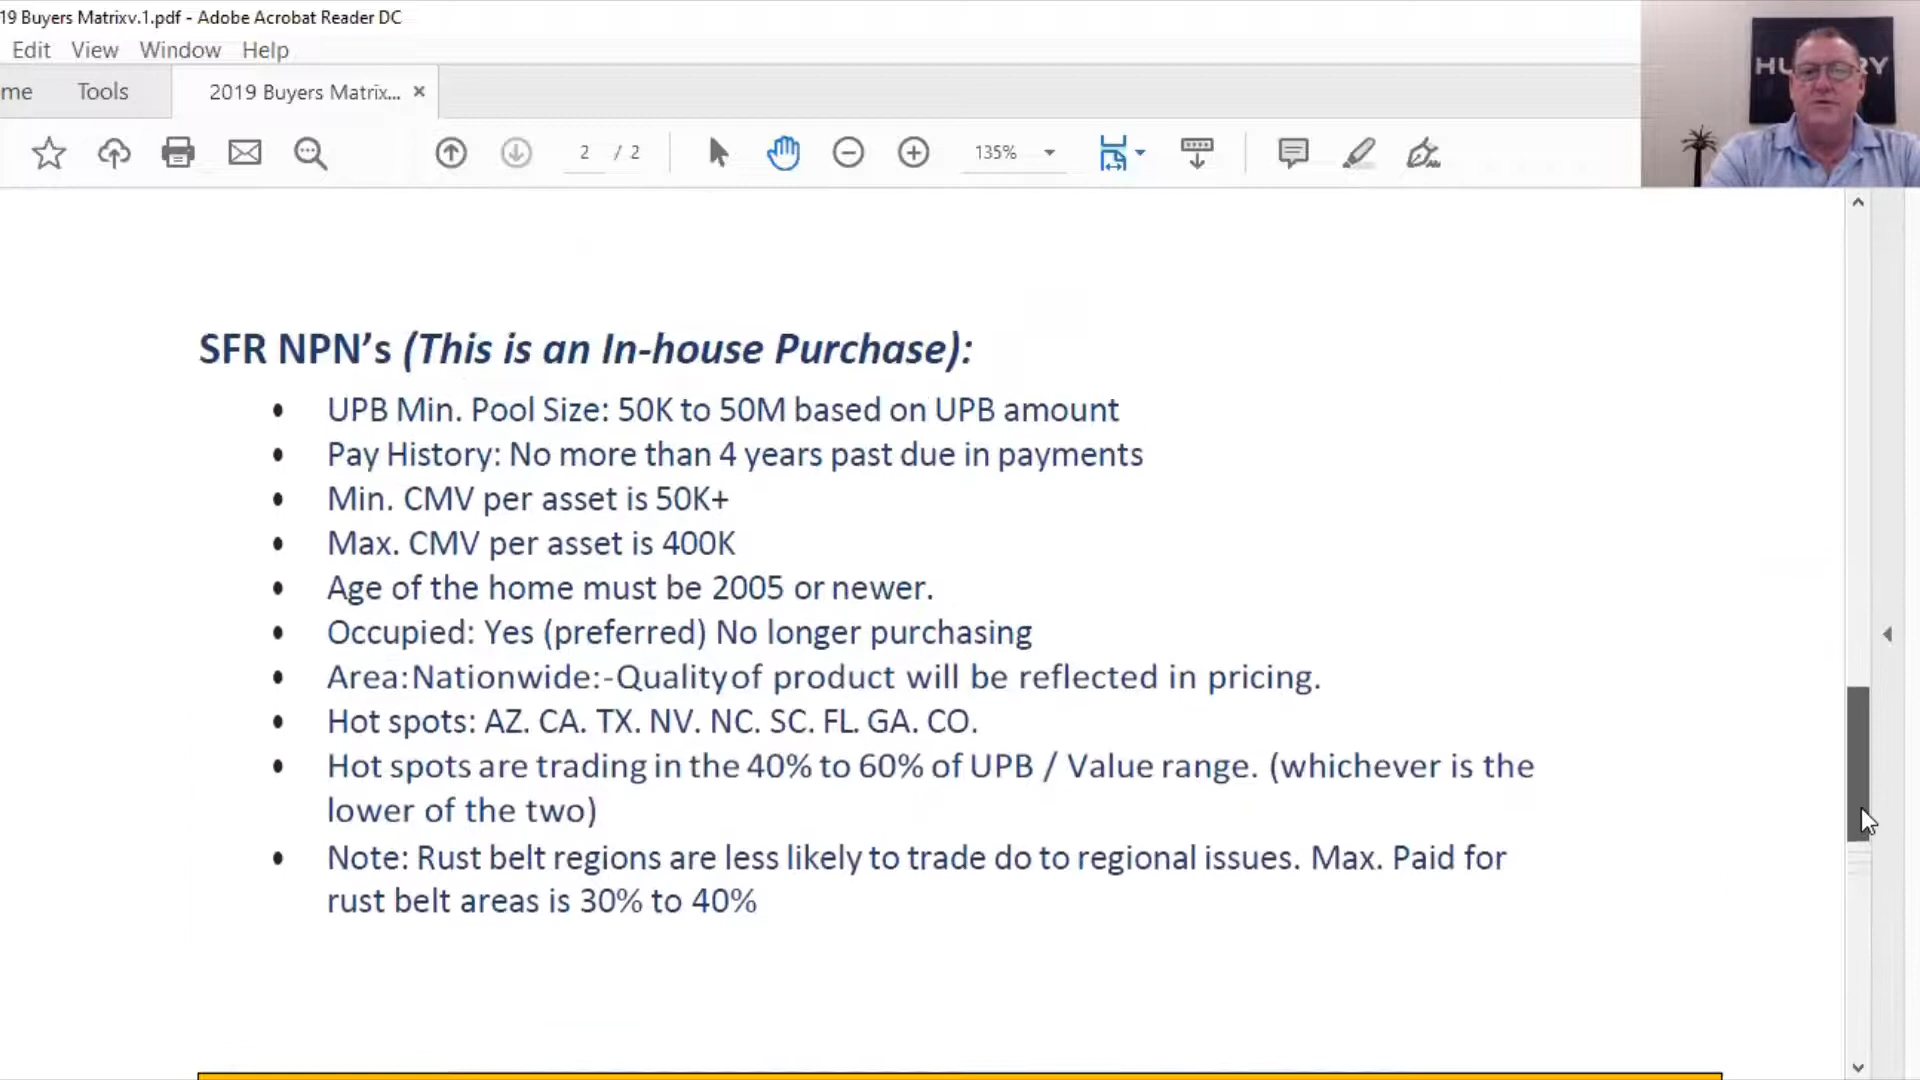 19 Buyers Matrixv.1.pdf - Adobe Acrobat Reader DC
Edit View Window Help
me Tools 2019 Buyers Matrix... ×
2 / 2 135%
SFR NPN's (This is an In-house Purchase):
• UPB Min. Pool Size: 50K to 50M based on UPB amount
• Pay History: No more than 4 years past due in payments
• Min. CMV per asset is 50K+
• Max. CMV per asset is 400K
• Age of the home must be 2005 or newer.
• Occupied: Yes (preferred) No longer purchasing
• Area:Nationwide:-Quality of product will be reflected in pricing.
• Hot spots: AZ. CA. TX. NV. NC. SC. FL. GA. CO.
• Hot spots are trading in the 40% to 60% of UPB / Value range. (whichever is the
lower of the two)
• Note: Rust belt regions are less likely to trade do to regional issues. Max. Paid for
rust belt areas is 30% to 40%